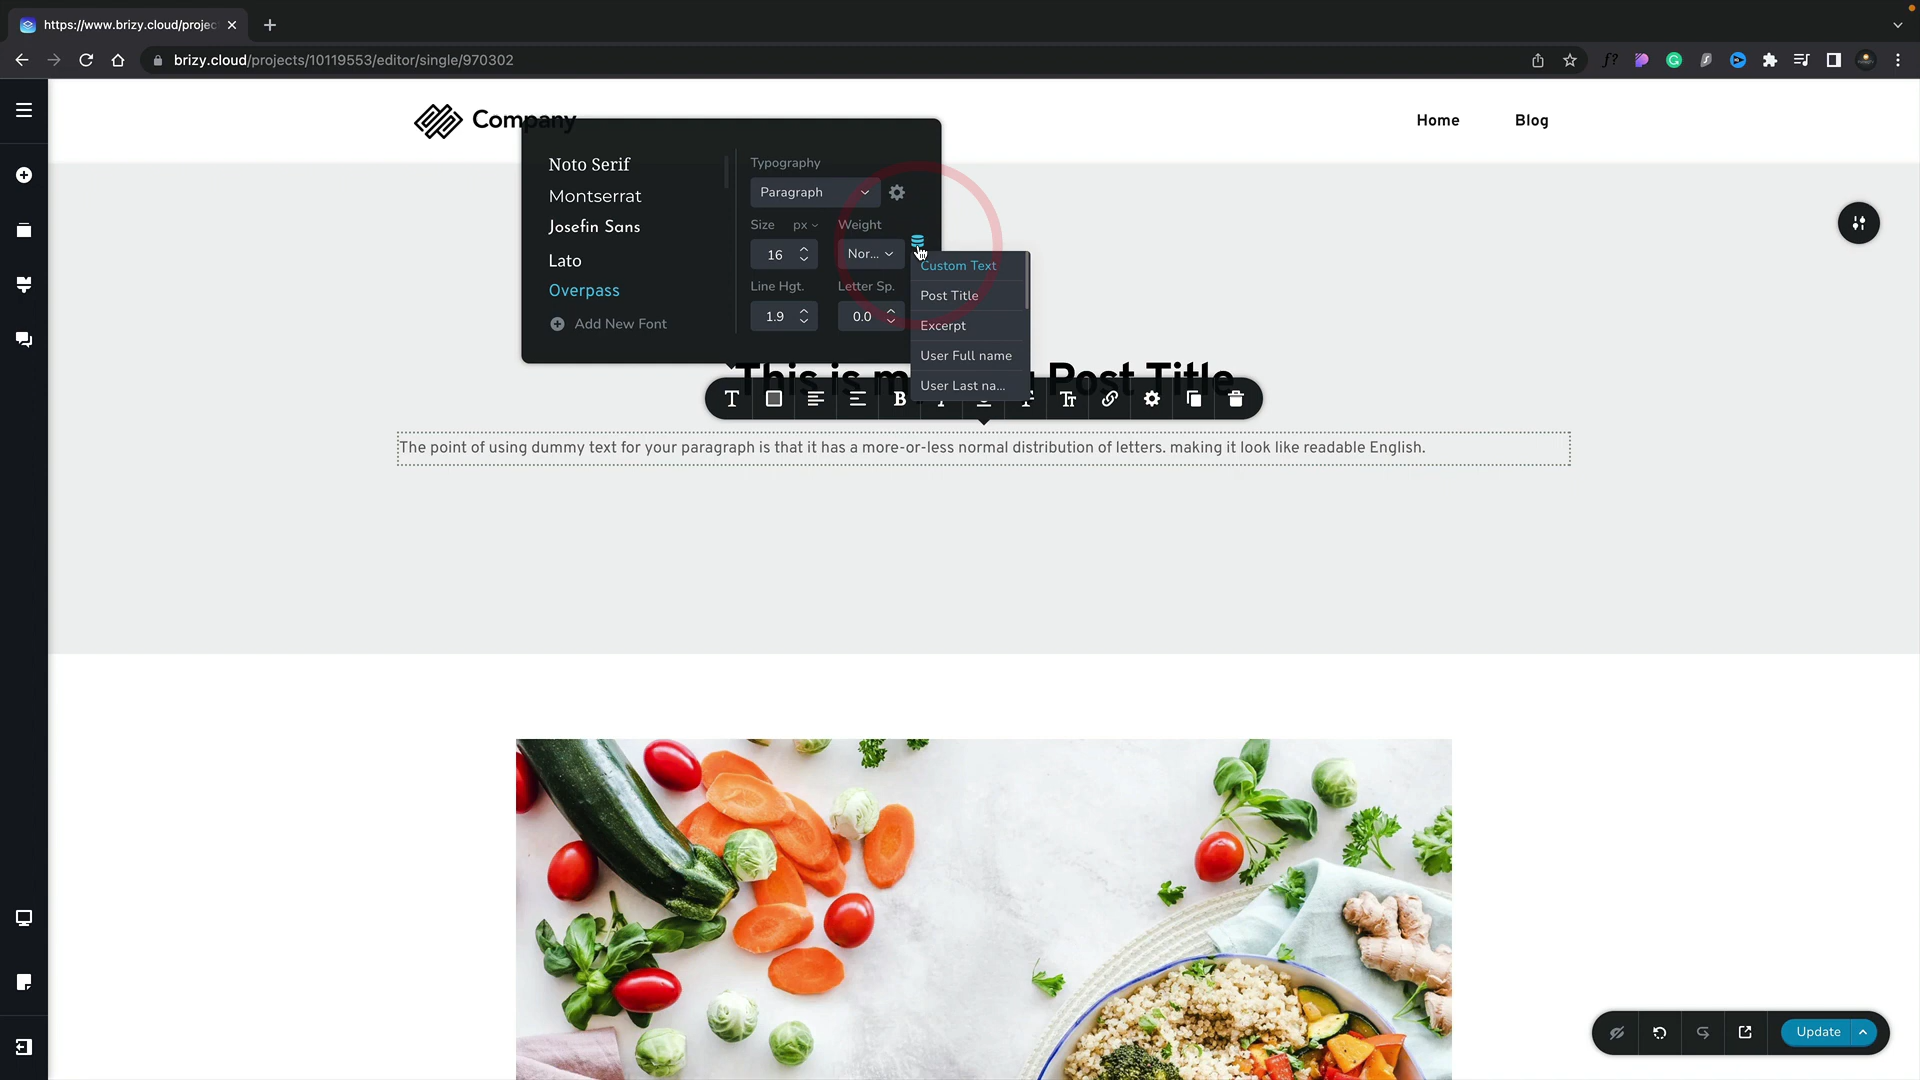 https://www.brizy.cloud/projec
brizy.cloud/projects/10119553/editor/single/970302
Company
Home
Blog
Noto Serif
Montserrat
Josefin Sans
Lato
Overpass
Add New Font
Typography
Paragraph
Size
px
Weight
16
Nor...
Line Hgt.
Letter Sp.
1.9
0.0
Custom Text
Post Title
Excerpt
User Full name
User Last na...
This is m
Post Title
The point of using dummy text for your paragraph is that it has a more-or-less normal distribution of letters. making it look like readable English.
Update